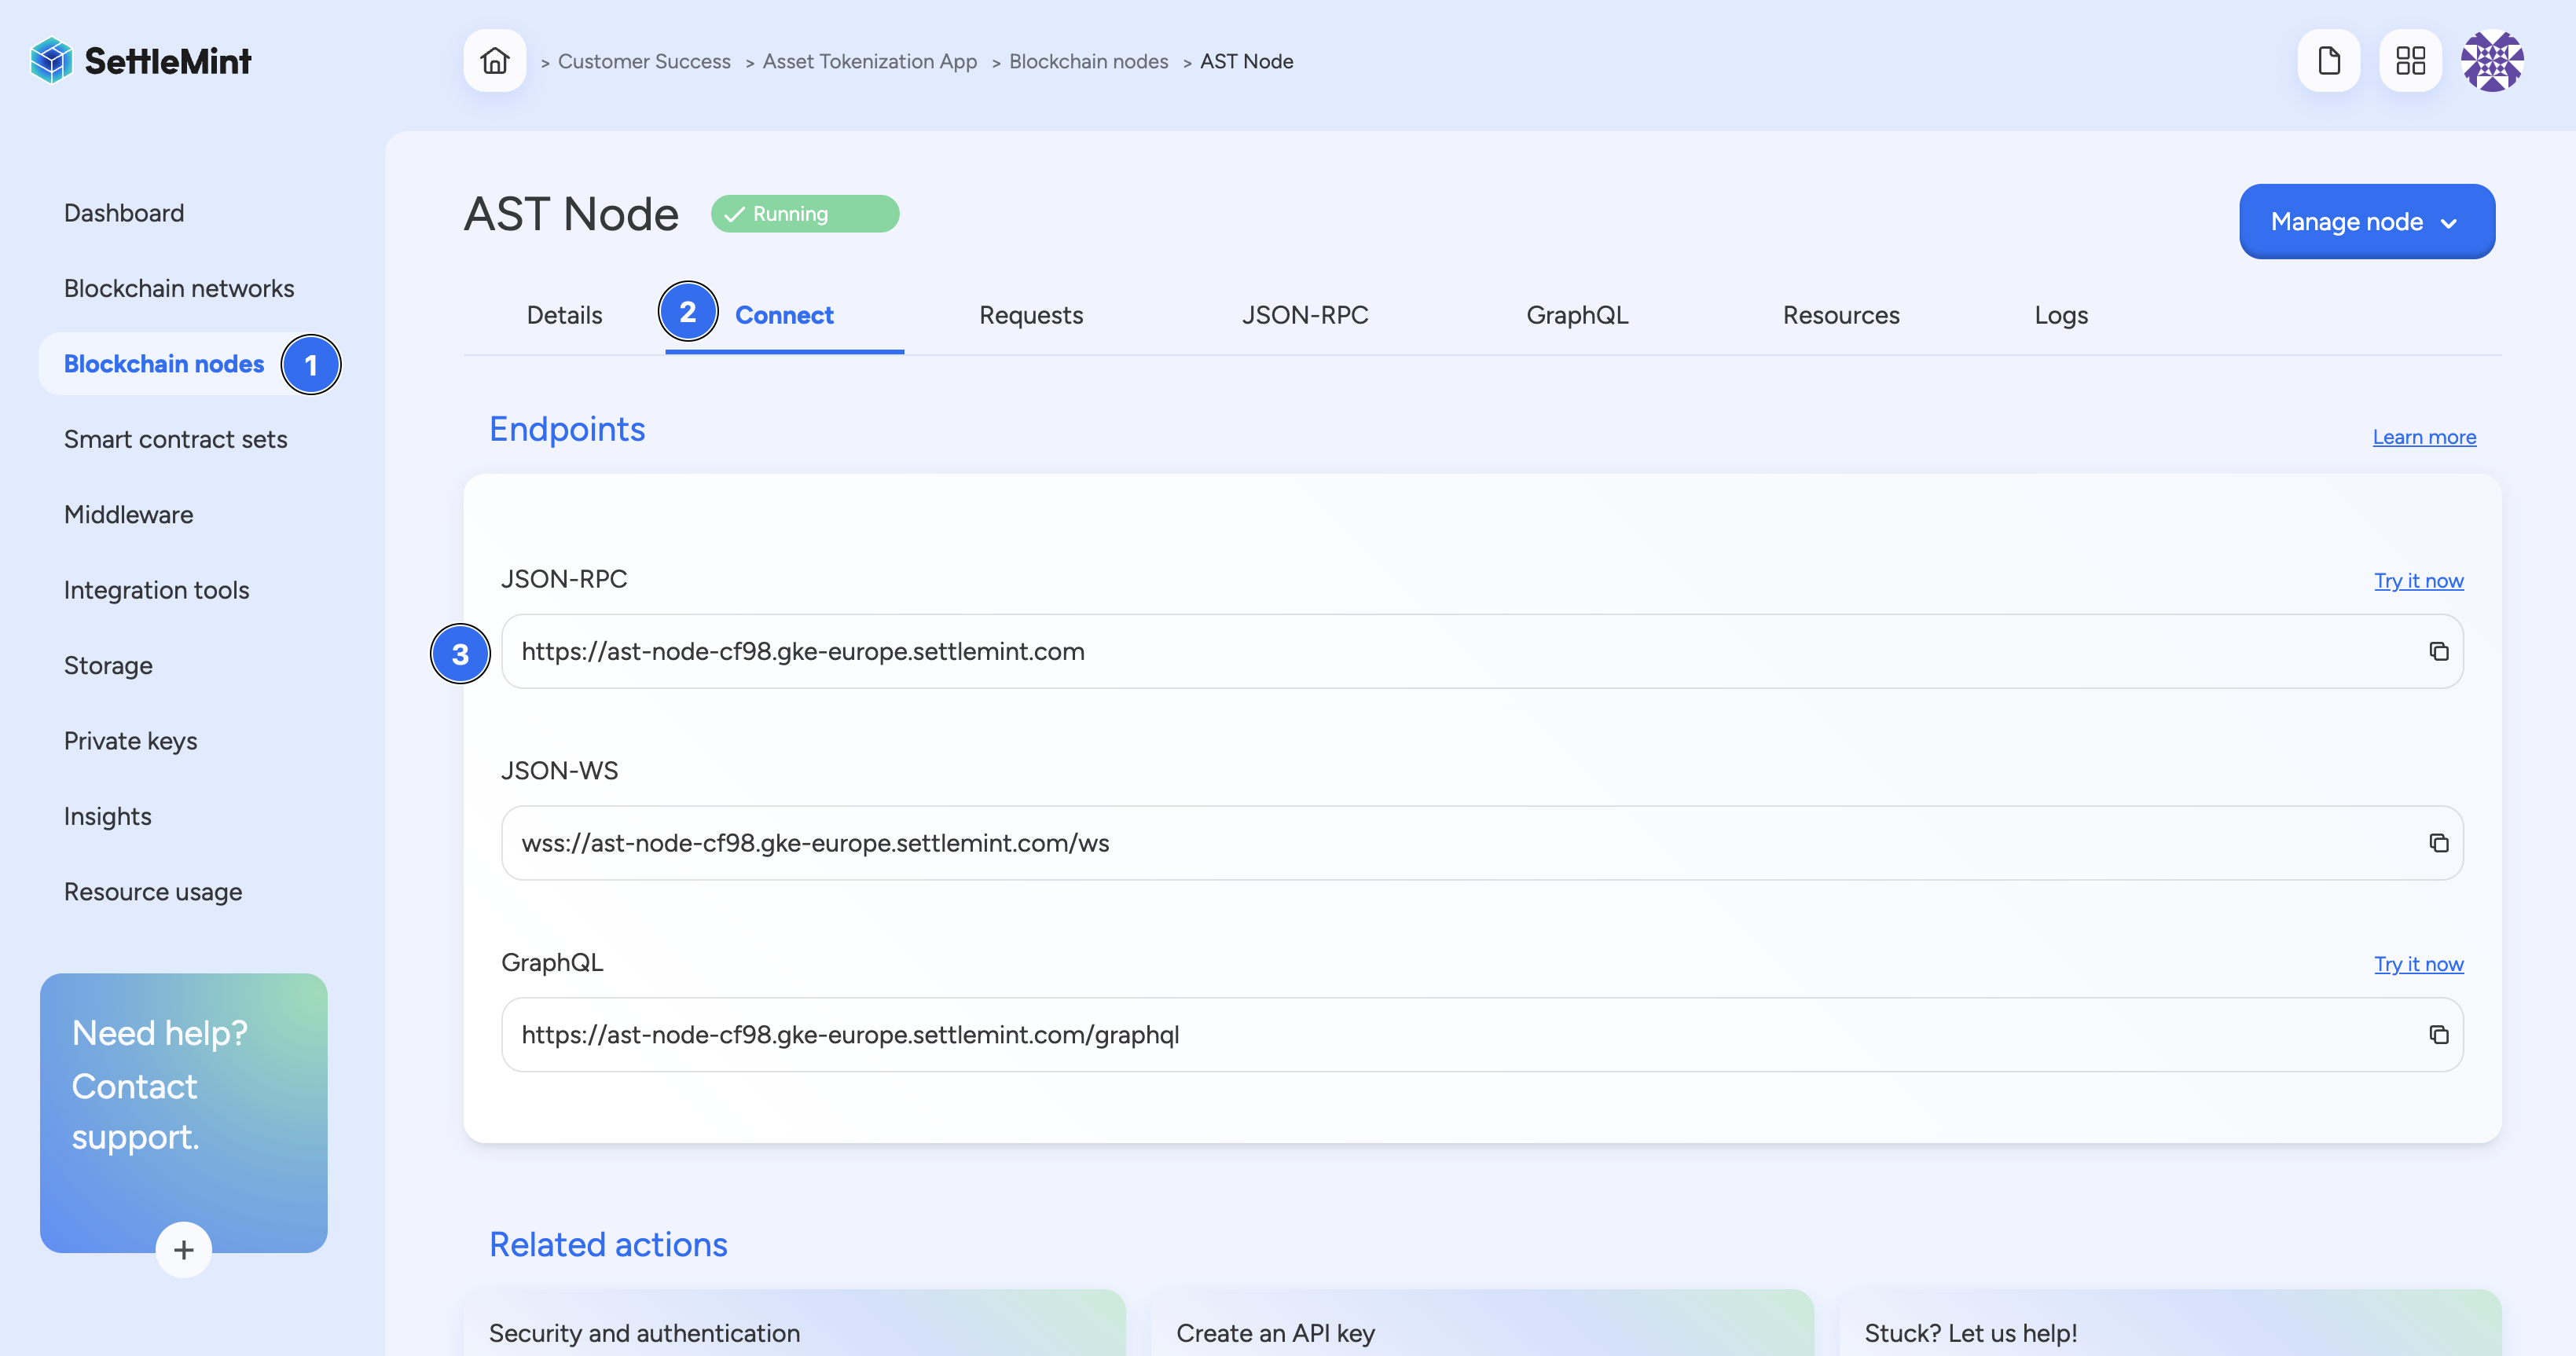 SettleMint
> Customer Success > Asset Tokenization App > Blockchain nodes > AST Node
Dashboard
Blockchain networks
Blockchain nodes 1
Smart contract sets
Middleware
Integration tools
Storage
Private keys
Insights
Resource usage
Need help?
Contact
support.
+
AST Node
Running
Manage node
Details
2 Connect
Requests
JSON-RPC
GraphQL
Resources
Logs
Endpoints
Learn more
JSON-RPC
Try it now
3
https://ast-node-cf98.gke-europe.settlemint.com
JSON-WS
wss://ast-node-cf98.gke-europe.settlemint.com/ws
GraphQL
Try it now
https://ast-node-cf98.gke-europe.settlemint.com/graphql
Related actions
Security and authentication
Create an API key
Stuck? Let us help!